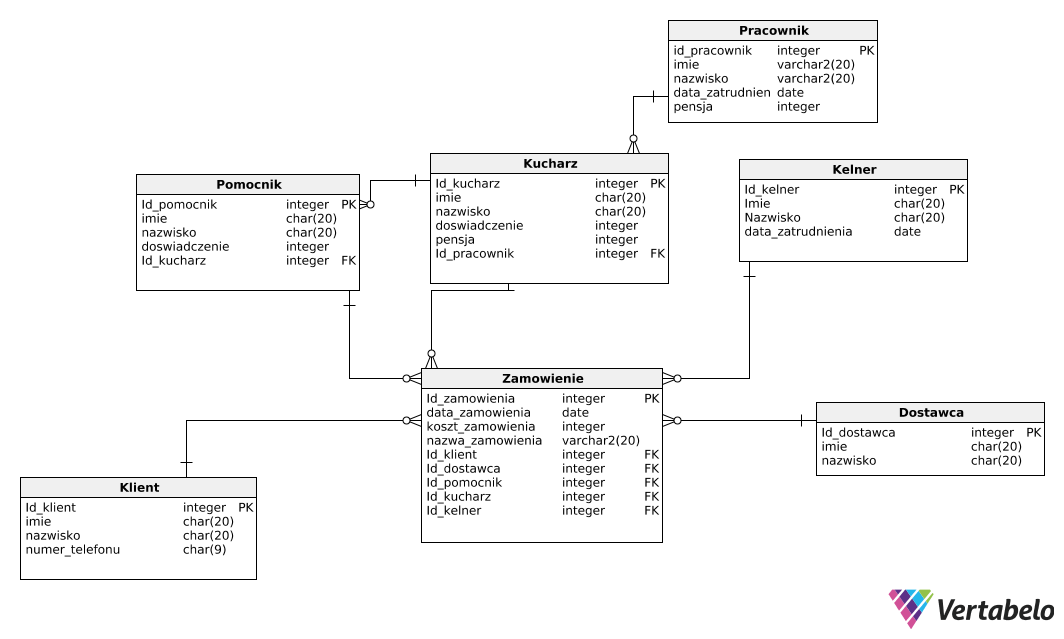 Pracownik
id_pracownik integer PK
imie varchar2(20)
nazwisko varchar2(20)
data_zatrudnien date
pensja integer
Kucharz
Id_kucharz integer PK
imie char(20)
nazwisko char(20)
doswiadczenie integer
pensja integer
Id_pracownik integer FK
Kelner
Id_kelner integer PK
Imie char(20)
Nazwisko char(20)
data_zatrudnienia date
Pomocnik
Id_pomocnik integer PK
imie char(20)
nazwisko char(20)
doswiadczenie integer
Id_kucharz integer FK
Zamowienie
Id_zamowienia integer PK
data_zamowienia date
koszt_zamowienia integer
nazwa_zamowienia varchar2(20)
Id_klient integer FK
Id_dostawca integer FK
Id_pomocnik integer FK
Id_kucharz integer FK
Id_kelner integer FK
Dostawca
Id_dostawca integer PK
imie char(20)
nazwisko char(20)
Klient
Id_klient integer PK
imie char(20)
nazwisko char(20)
numer_telefonu char(9)
Vertabelo